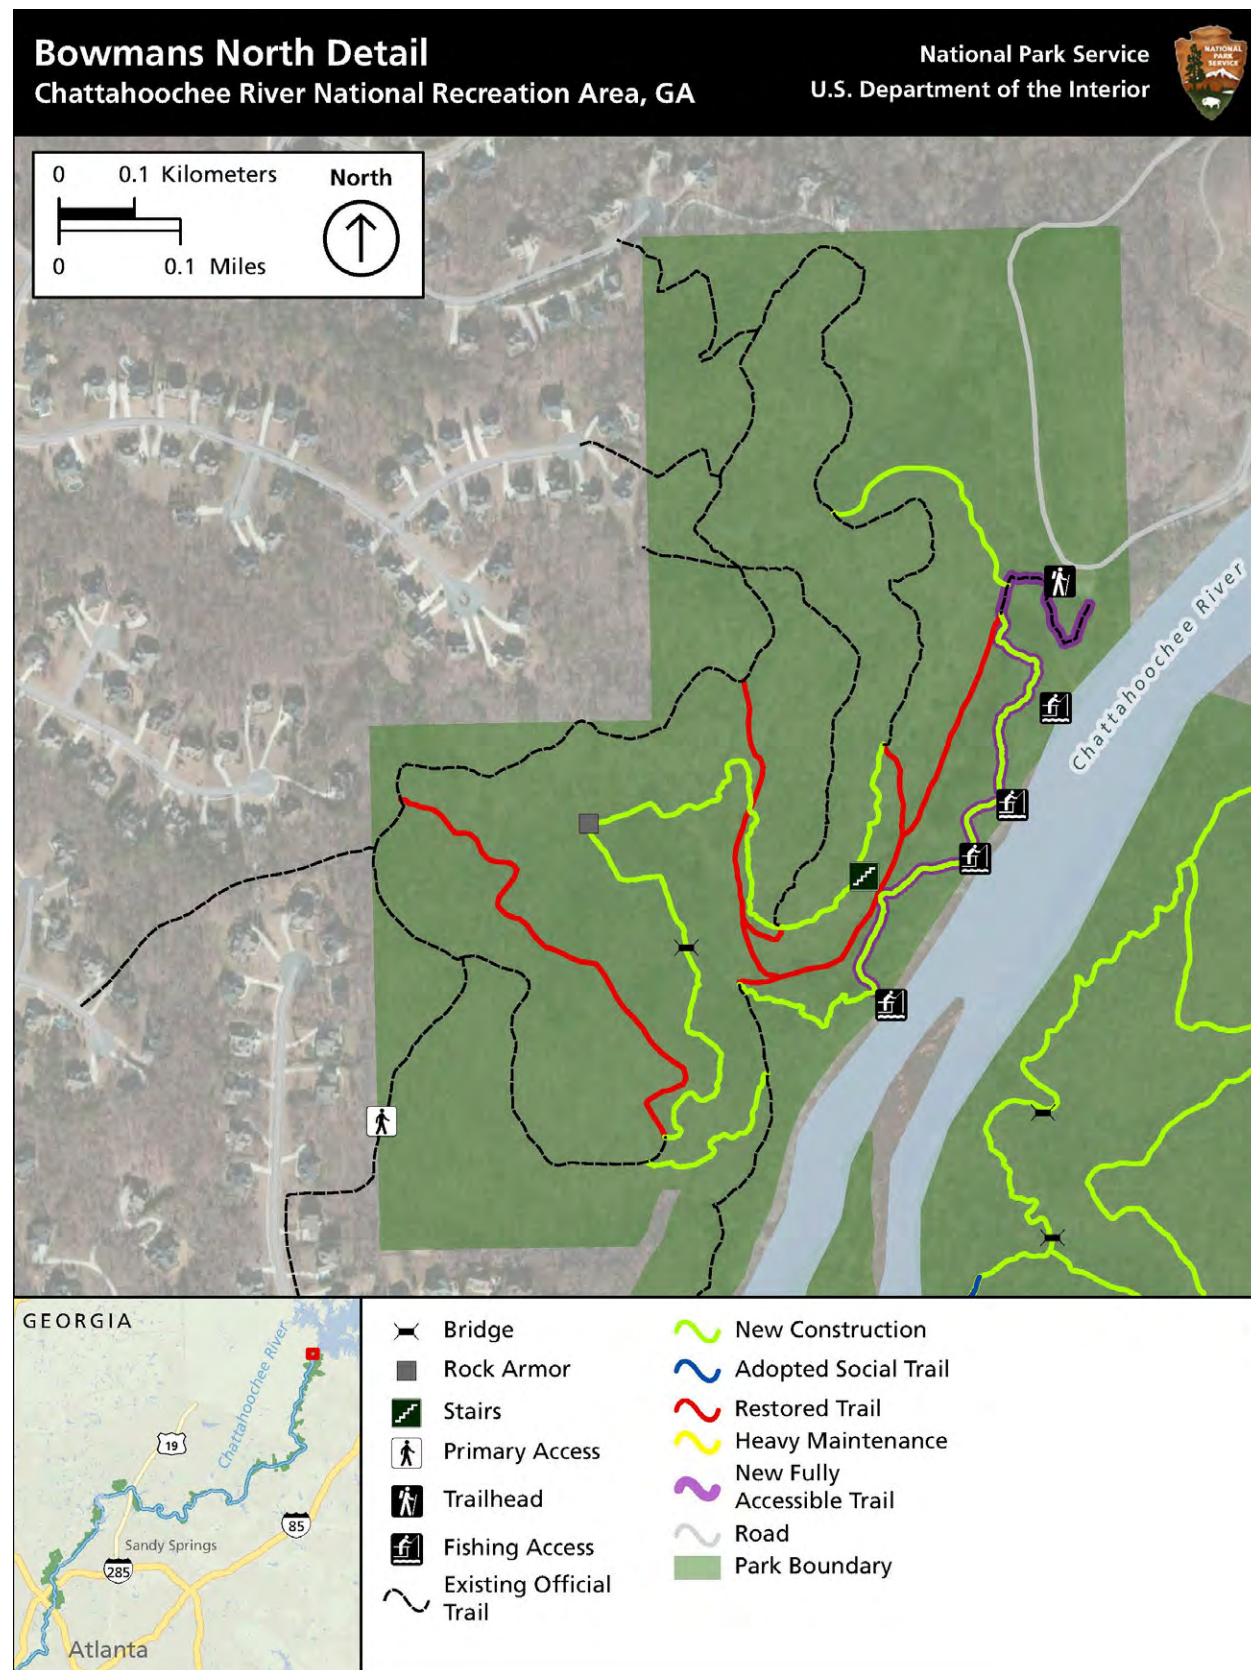 Bowmans North Detail
Chattahoochee River National Recreation Area, GA
National Park Service
U.S. Department of the Interior
NATIONAL
PARK
SERVICE
0 0.1 Kilometers
0 0.1 Miles
North
Chattahoochee River
GEORGIA
Chattahoochee River
19
Sandy Springs
85
285
Atlanta
Bridge
Rock Armor
Stairs
Primary Access
Trailhead
Fishing Access
Existing Official
Trail
New Construction
Adopted Social Trail
Restored Trail
Heavy Maintenance
New Fully
Accessible Trail
Road
Park Boundary